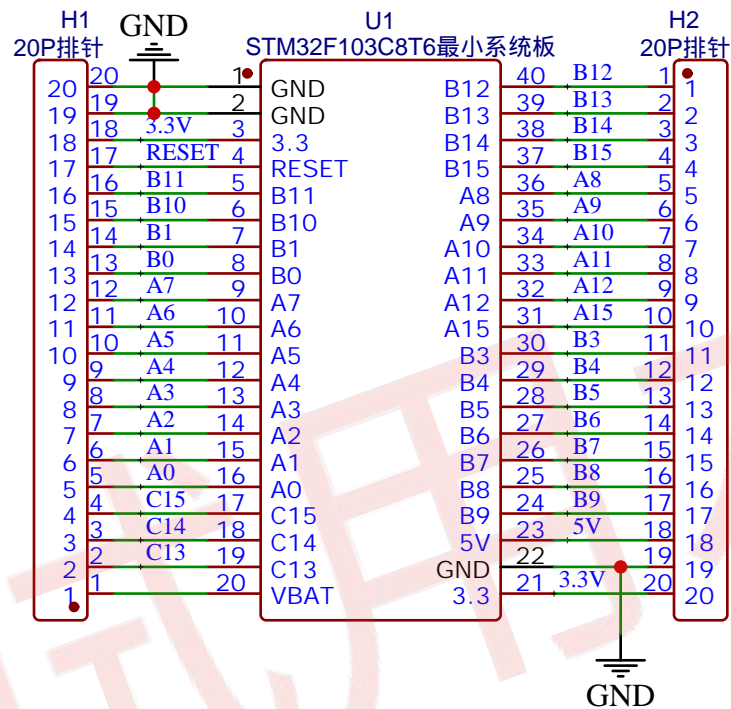 H1 GND U1 H2
20P排针 STM32F103C8T6最小系统板 20P排针
20 20 1 GND B12 40 B12 1 1
19 19 2 GND B13 39 B13 2 2
18 18 3.3V 3 3.3 B14 38 B14 3 3
17 17 RESET 4 RESET B15 37 B15 4 4
16 16 B11 5 B11 A8 36 A8 5 5
15 15 B10 6 B10 A9 35 A9 6 6
14 14 B1 7 B1 A10 34 A10 7 7
13 13 B0 8 B0 A11 33 A11 8 8
12 12 A7 9 A7 A12 32 A12 9 9
11 11 A6 10 A6 A15 31 A15 10 10
10 10 A5 11 A5 B3 30 B3 11 11
9 9 A4 12 A4 B4 29 B4 12 12
8 8 A3 13 A3 B5 28 B5 13 13
7 7 A2 14 A2 B6 27 B6 14 14
6 6 A1 15 A1 B7 26 B7 15 15
5 5 A0 16 A0 B8 25 B8 16 16
4 4 C15 17 C15 B9 24 B9 17 17
3 3 C14 18 C14 5V 23 5V 18 18
2 2 C13 19 C13 GND 22 19 19
1 1 20 VBAT 3.3 21 3.3V 20 20
GND
试用